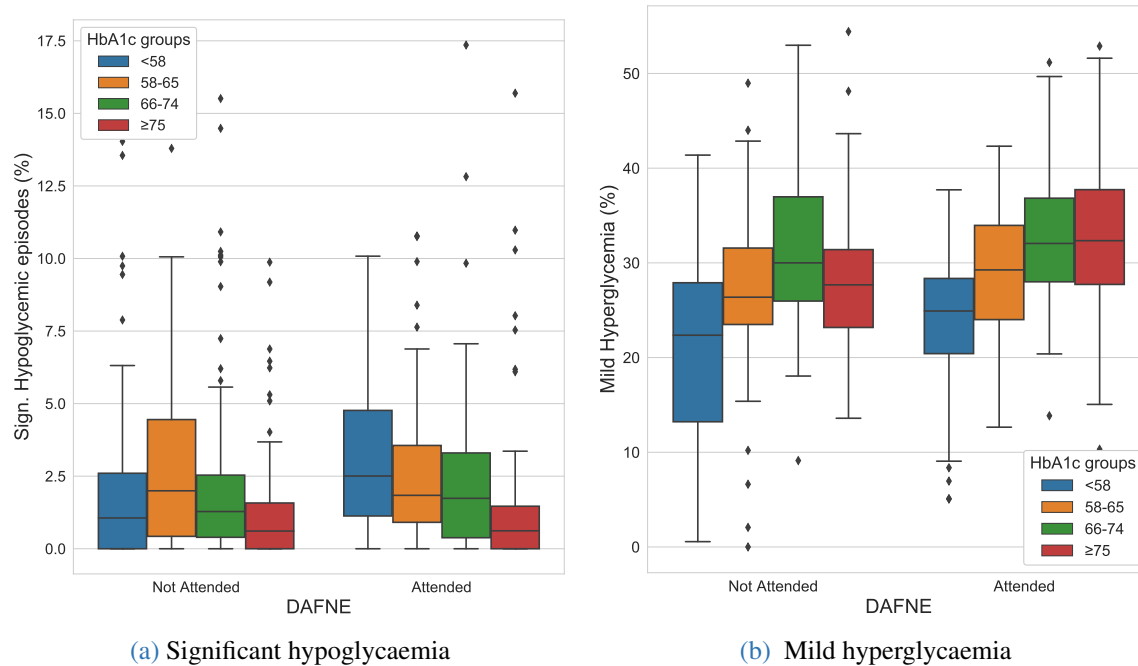 HbA1c groups
<58
58-65
66-74
≥75
17.5
15.0
12.5
10.0
7.5
5.0
2.5
0.0
Sign. Hypoglycemic episodes (%)
Not Attended
Attended
DAFNE
(a) Significant hypoglycaemia
50
40
30
20
10
0
Mild Hyperglycemia (%)
HbA1c groups
<58
58-65
66-74
≥75
Not Attended
Attended
DAFNE
(b) Mild hyperglycaemia